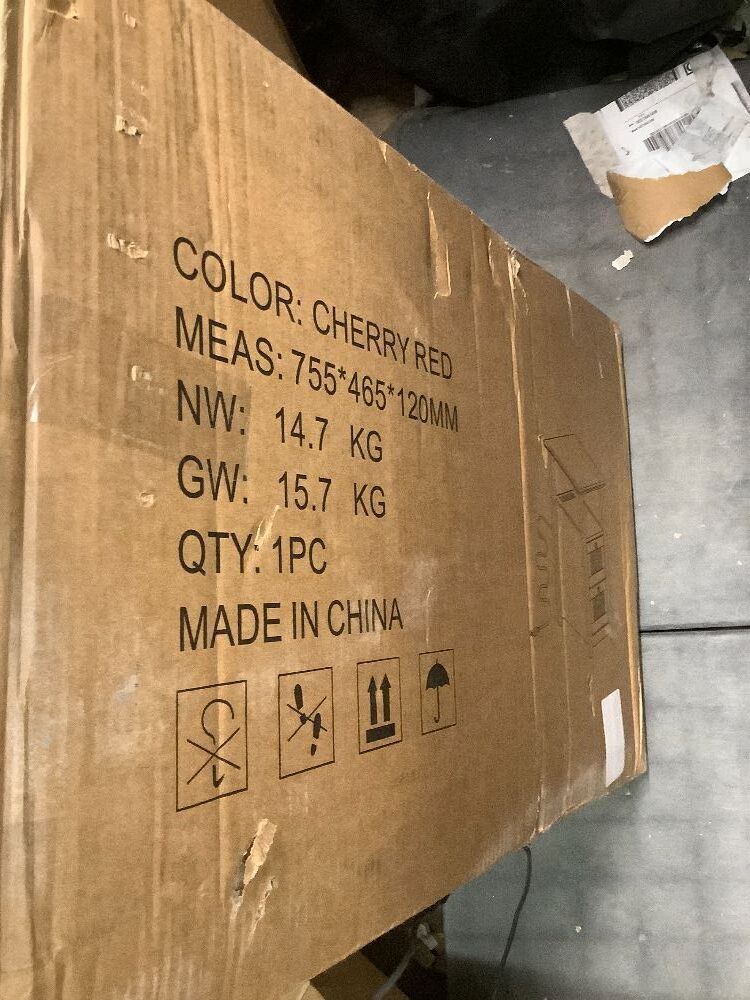 COLOR: CHERRY RED
MEAS: 755*465*120MM
NW: 14.7 KG
GW: 15.7 KG
QTY: 1PC
MADE IN CHINA